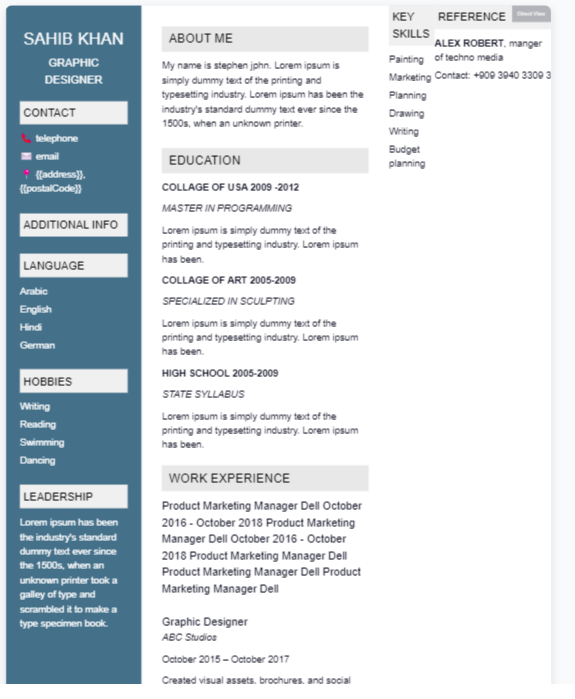 SAHIB KHAN
GRAPHIC
DESIGNER
CONTACT
telephone
email
{{address}},
{{postalCode}}
ADDITIONAL INFO
LANGUAGE
Arabic
English
Hindi
German
HOBBIES
Writing
Reading
Swimming
Dancing
LEADERSHIP
Lorem ipsum has been
the industry's standard
dummy text ever since
the 1500s, when an
unknown printer took a
galley of type and
scrambled it to make a
type specimen book.
ABOUT ME
My name is stephen jphn. Lorem ipsum is
simply dummy text of the printing and
typesetting industry. Lorem ipsum has been the
industry's standard dummy text ever since the
1500s, when an unknown printer.
EDUCATION
COLLAGE OF USA 2009 -2012
MASTER IN PROGRAMMING
Lorem ipsum is simply dummy text of the
printing and typesetting industry. Lorem ipsum
has been.
COLLAGE OF ART 2005-2009
SPECIALIZED IN SCULPTING
Lorem ipsum is simply dummy text of the
printing and typesetting industry. Lorem ipsum
has been.
HIGH SCHOOL 2005-2009
STATE SYLLABUS
Lorem ipsum is simply dummy text of the
printing and typesetting industry. Lorem ipsum
has been.
WORK EXPERIENCE
Product Marketing Manager Dell October
2016 - October 2018 Product Marketing
Manager Dell October 2016 - October
2018 Product Marketing Manager Dell
Product Marketing Manager Dell Product
Marketing Manager Dell
Graphic Designer
ABC Studios
October 2015 – October 2017
Created visual assets, brochures, and social
KEY
SKILLS
Painting
Marketing
Planning
Drawing
Writing
Budget
planning
REFERENCE
ALEX ROBERT, manger
of techno media
Contact: +909 3940 3309 3